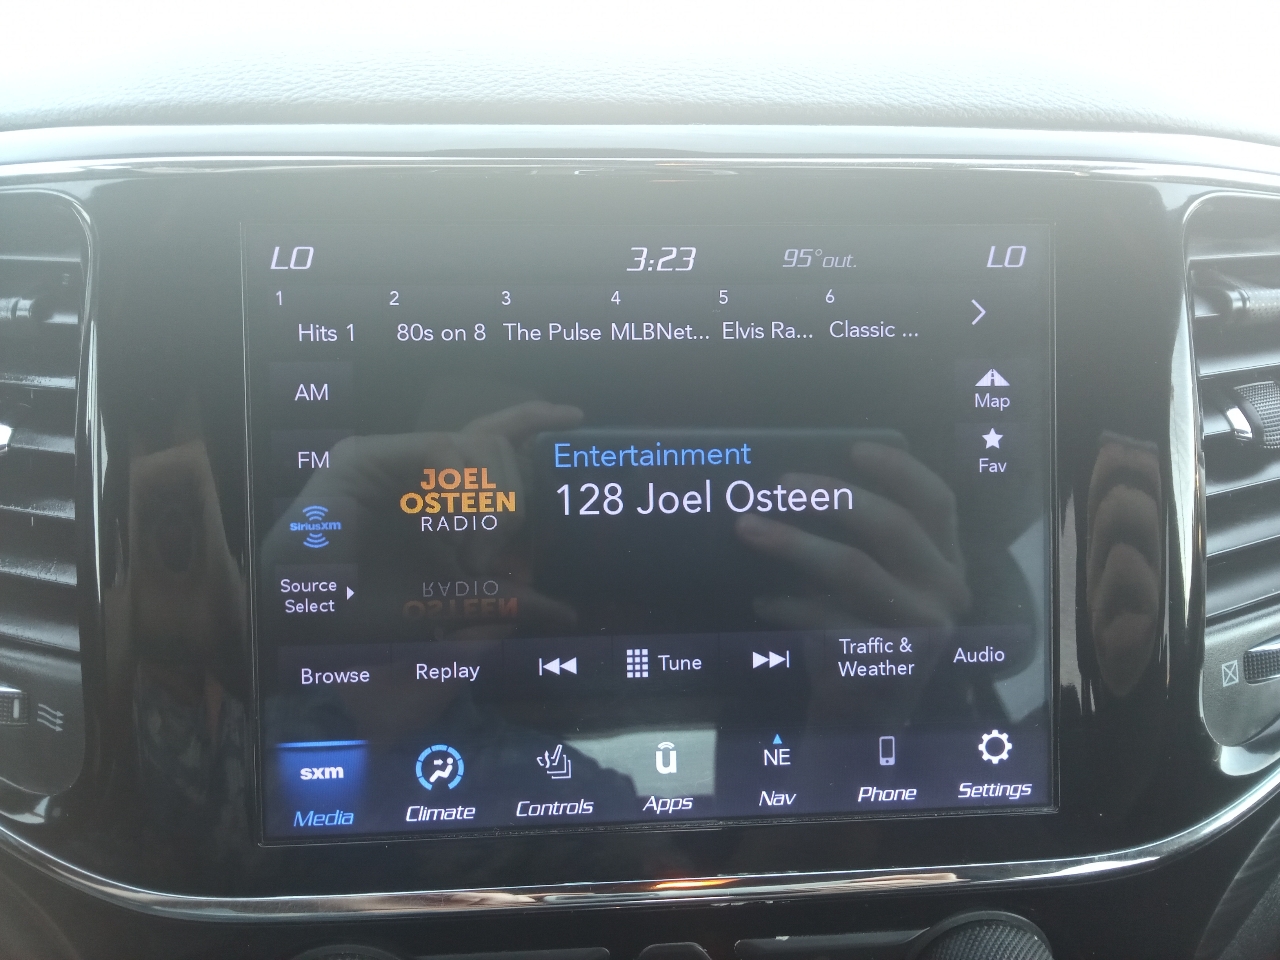 LO 3:23 95°out. LO
1 2 3 4 5 6
Hits 1 80s on 8 The Pulse MLBNet... Elvis Ra... Classic ...
AM
Map
FM
Fav
SiriusXM
JOEL
OSTEEN
RADIO
Entertainment
128 Joel Osteen
Source
Select
Browse Replay Tune Traffic &
Weather Audio
sxm NE
Media Climate Controls Apps Nav Phone Settings